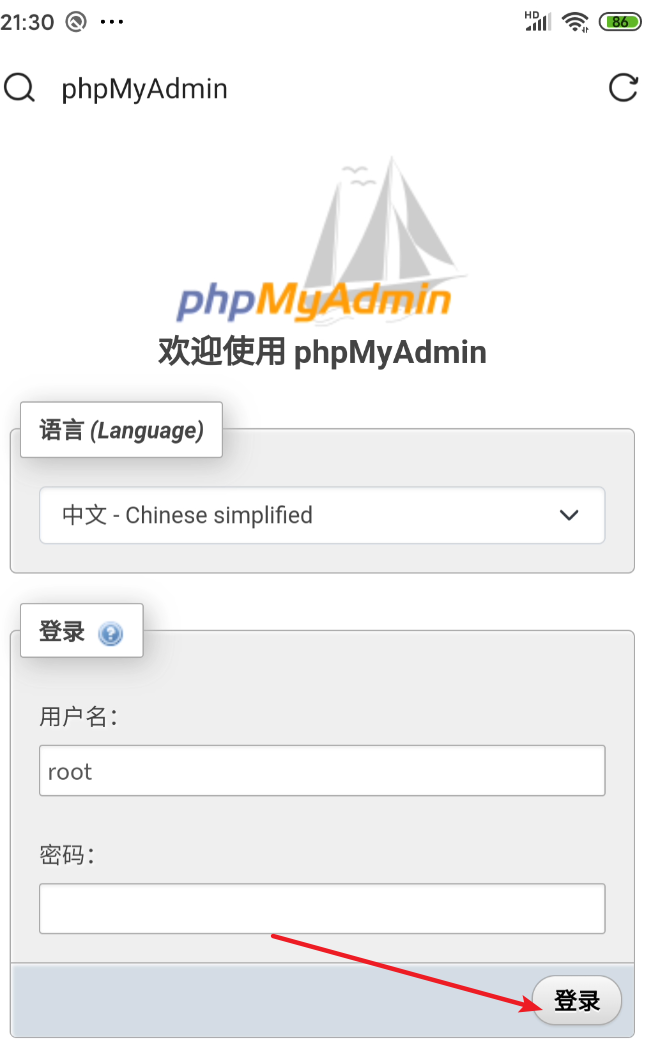 21:30
HD
86
phpMyAdmin
phpMyAdmin
欢迎使用 phpMyAdmin
语言 (Language)
中文 - Chinese simplified
登录 ?
用户名：
root
密码：
登录